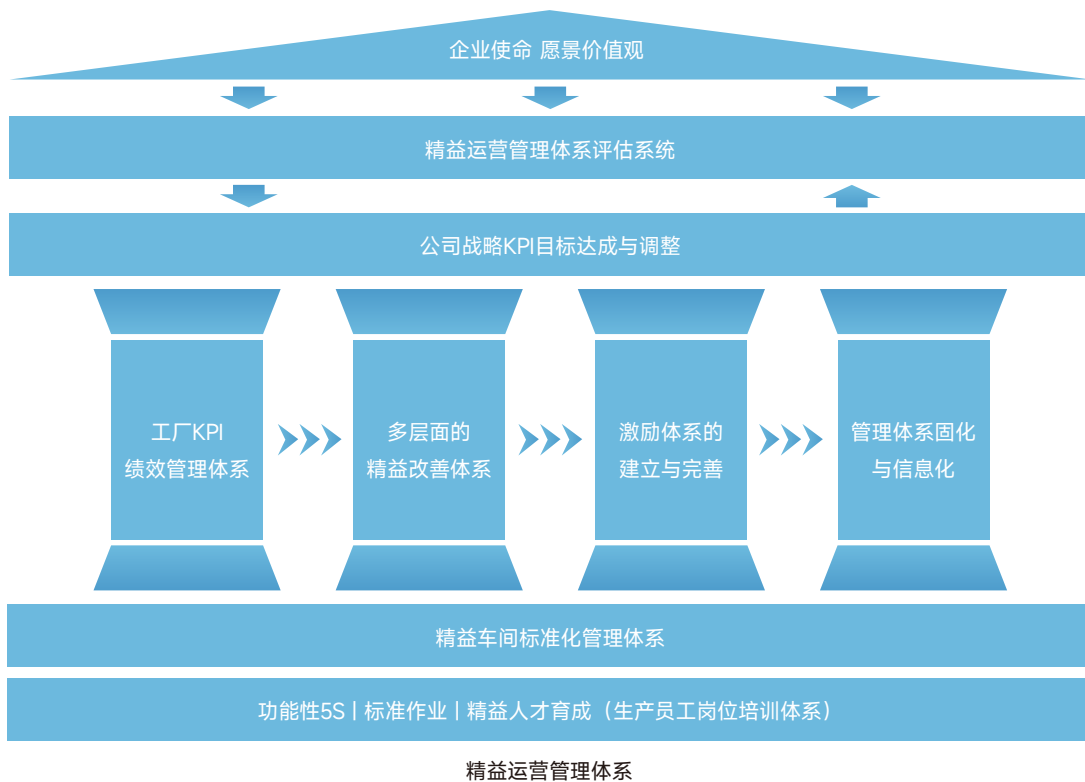 企业使命 愿景价值观
精益运营管理体系评估系统
公司战略KPI目标达成与调整
工厂KPI
绩效管理体系
多层面的
精益改善体系
激励体系的
建立与完善
管理体系固化
与信息化
精益车间标准化管理体系
功能性5S | 标准作业 | 精益人才育成（生产员工岗位培训体系）
精益运营管理体系